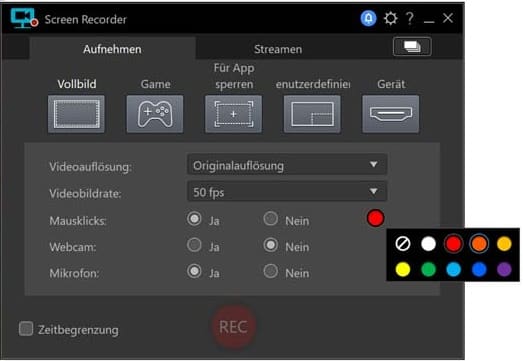 Screen Recorder
Aufnehmen
Streamen
Vollbild
Game
Für App
sperren
enutzerdefinier
Gerät
Videoauflösung:
Originalauflösung
Videobildrate:
50 fps
Mausklicks:
Ja
Nein
Webcam:
Ja
Nein
Mikrofon:
Ja
Nein
Zeitbegrenzung
REC